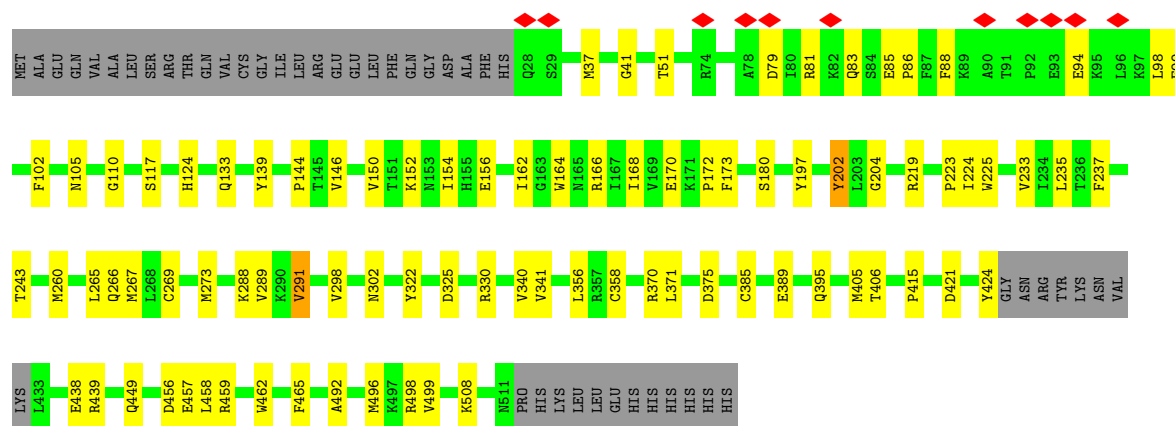 MET ALA GLU GLN GLN VAL ALA LEU SER ARG THR GLN VAL CYS GLY ILE LEU ARG GLU GLU LEU PHE GLN GLY ASP ALA PHE HIS Q28 S29 M37 G41 T51 R74 A78 D79 I80 R81 K82 Q83 S84 E85 P86 F87 F88 K89 A90 T91 P92 E93 E94 K95 L96 K97 L98
F102 N105 G110 S117 H124 Q133 Y139 P144 T145 V146 V150 T151 K152 N153 I154 H155 E156 I162 G163 W164 N165 R166 I167 I168 V169 E170 K171 P172 F173 S180 Y197 Y202 L203 G204 R219 P223 I224 W225 V233 I234 L235 T236 F237
T243 M260 L265 Q266 M267 L268 C269 M273 K288 V289 K290 V291 V298 N302 Y322 D325 R330 V340 V341 L356 R357 C358 R370 L371 D375 C385 E389 Q395 M405 T406 P415 D421 Y424 GLY ASN ARG TYR LYS ASN VAL
LYS L433 E438 R439 Q449 D456 E457 L458 R459 W462 F465 A492 M496 K497 R498 V499 K508 N511 PRO HIS LYS LEU LEU GLU HIS HIS HIS HIS HIS HIS